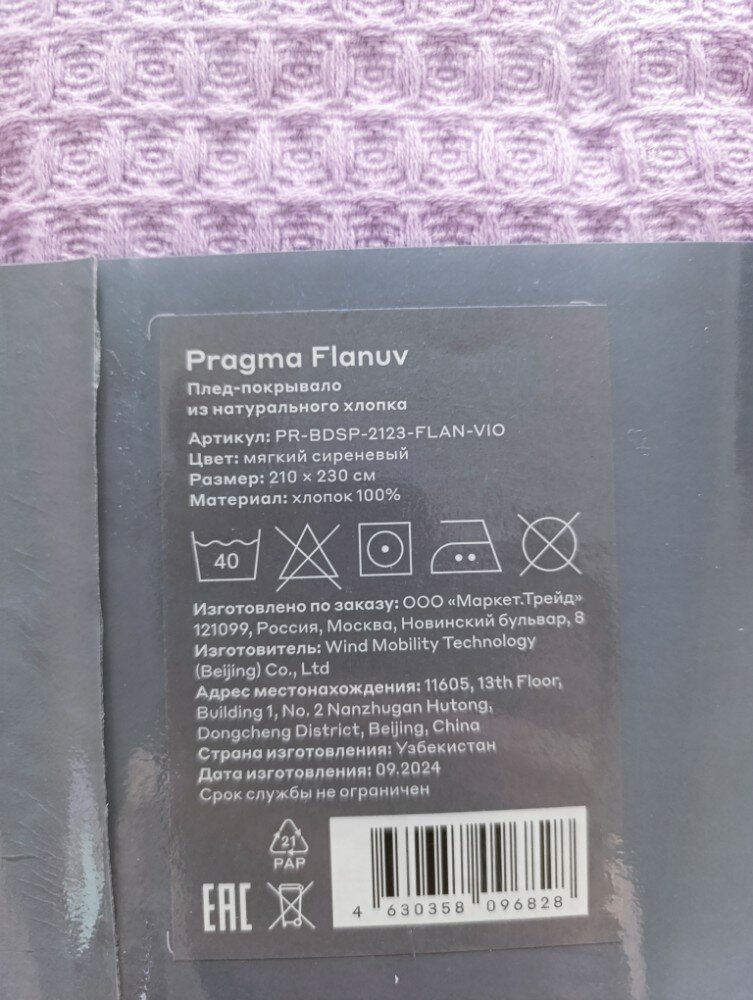 Pragma Flanuv
Плед-покрывало
из натурального хлопка
Артикул: PR-BDSP-2123-FLAN-VIO
Цвет: мягкий сиреневый
Размер: 210 × 230 см
Материал: хлопок 100%
40
Изготовлено по заказу: ООО «Маркет.Трейд»
121099, Россия, Москва, Новинский бульвар, 8
Изготовитель: Wind Mobility Technology
(Beijing) Co., Ltd
Адрес местонахождения: 11605, 13th Floor,
Building 1, No. 2 Nanzhugan Hutong,
Dongcheng District, Beijing, China
Страна изготовления: Узбекистан
Дата изготовления: 09.2024
Срок службы не ограничен
21
PAP
EAC
4 630358 096828